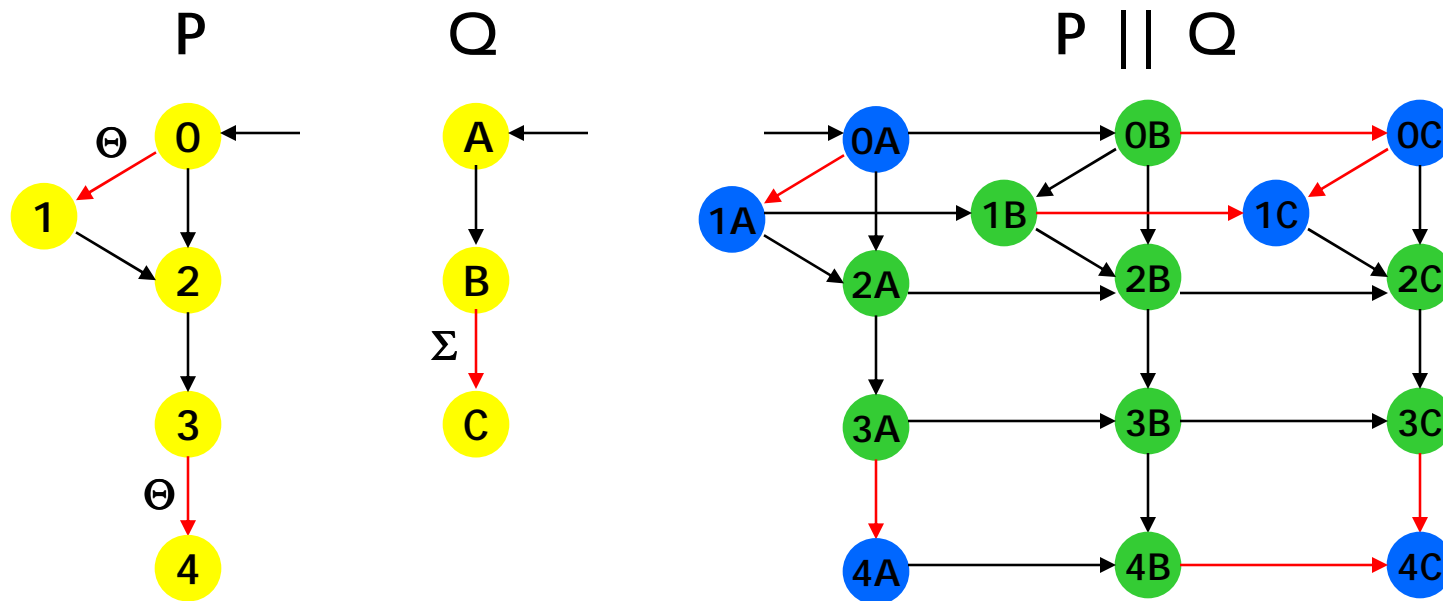 P Q P || Q
0 A 0A 0B 0C
Θ
1 1A 1B 1C
2 B 2A 2B 2C
Σ
3 C 3A 3B 3C
Θ
4 4A 4B 4C